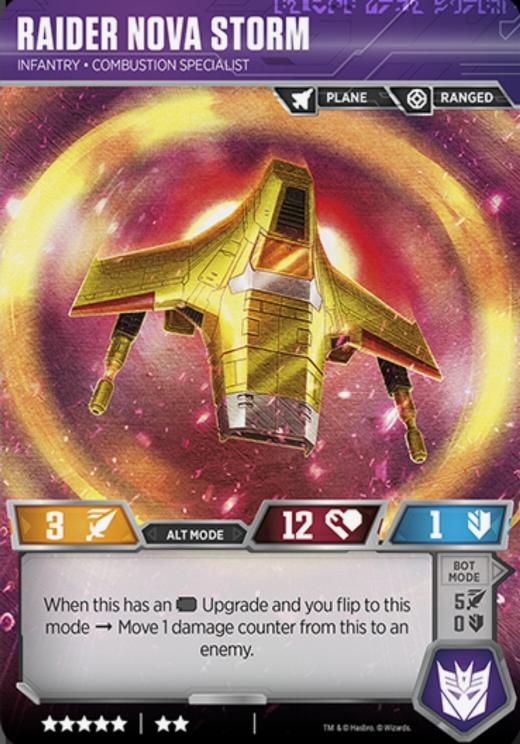 RAIDER NOVA STORM
INFANTRY • COMBUSTION SPECIALIST
PLANE
RANGED
3
ALT MODE
12
1
BOT
MODE
5
0
When this has an Upgrade and you flip to this
mode → Move 1 damage counter from this to an
enemy.
★★★★★ | ★★ |
TM & © Hasbro. © Wizards.